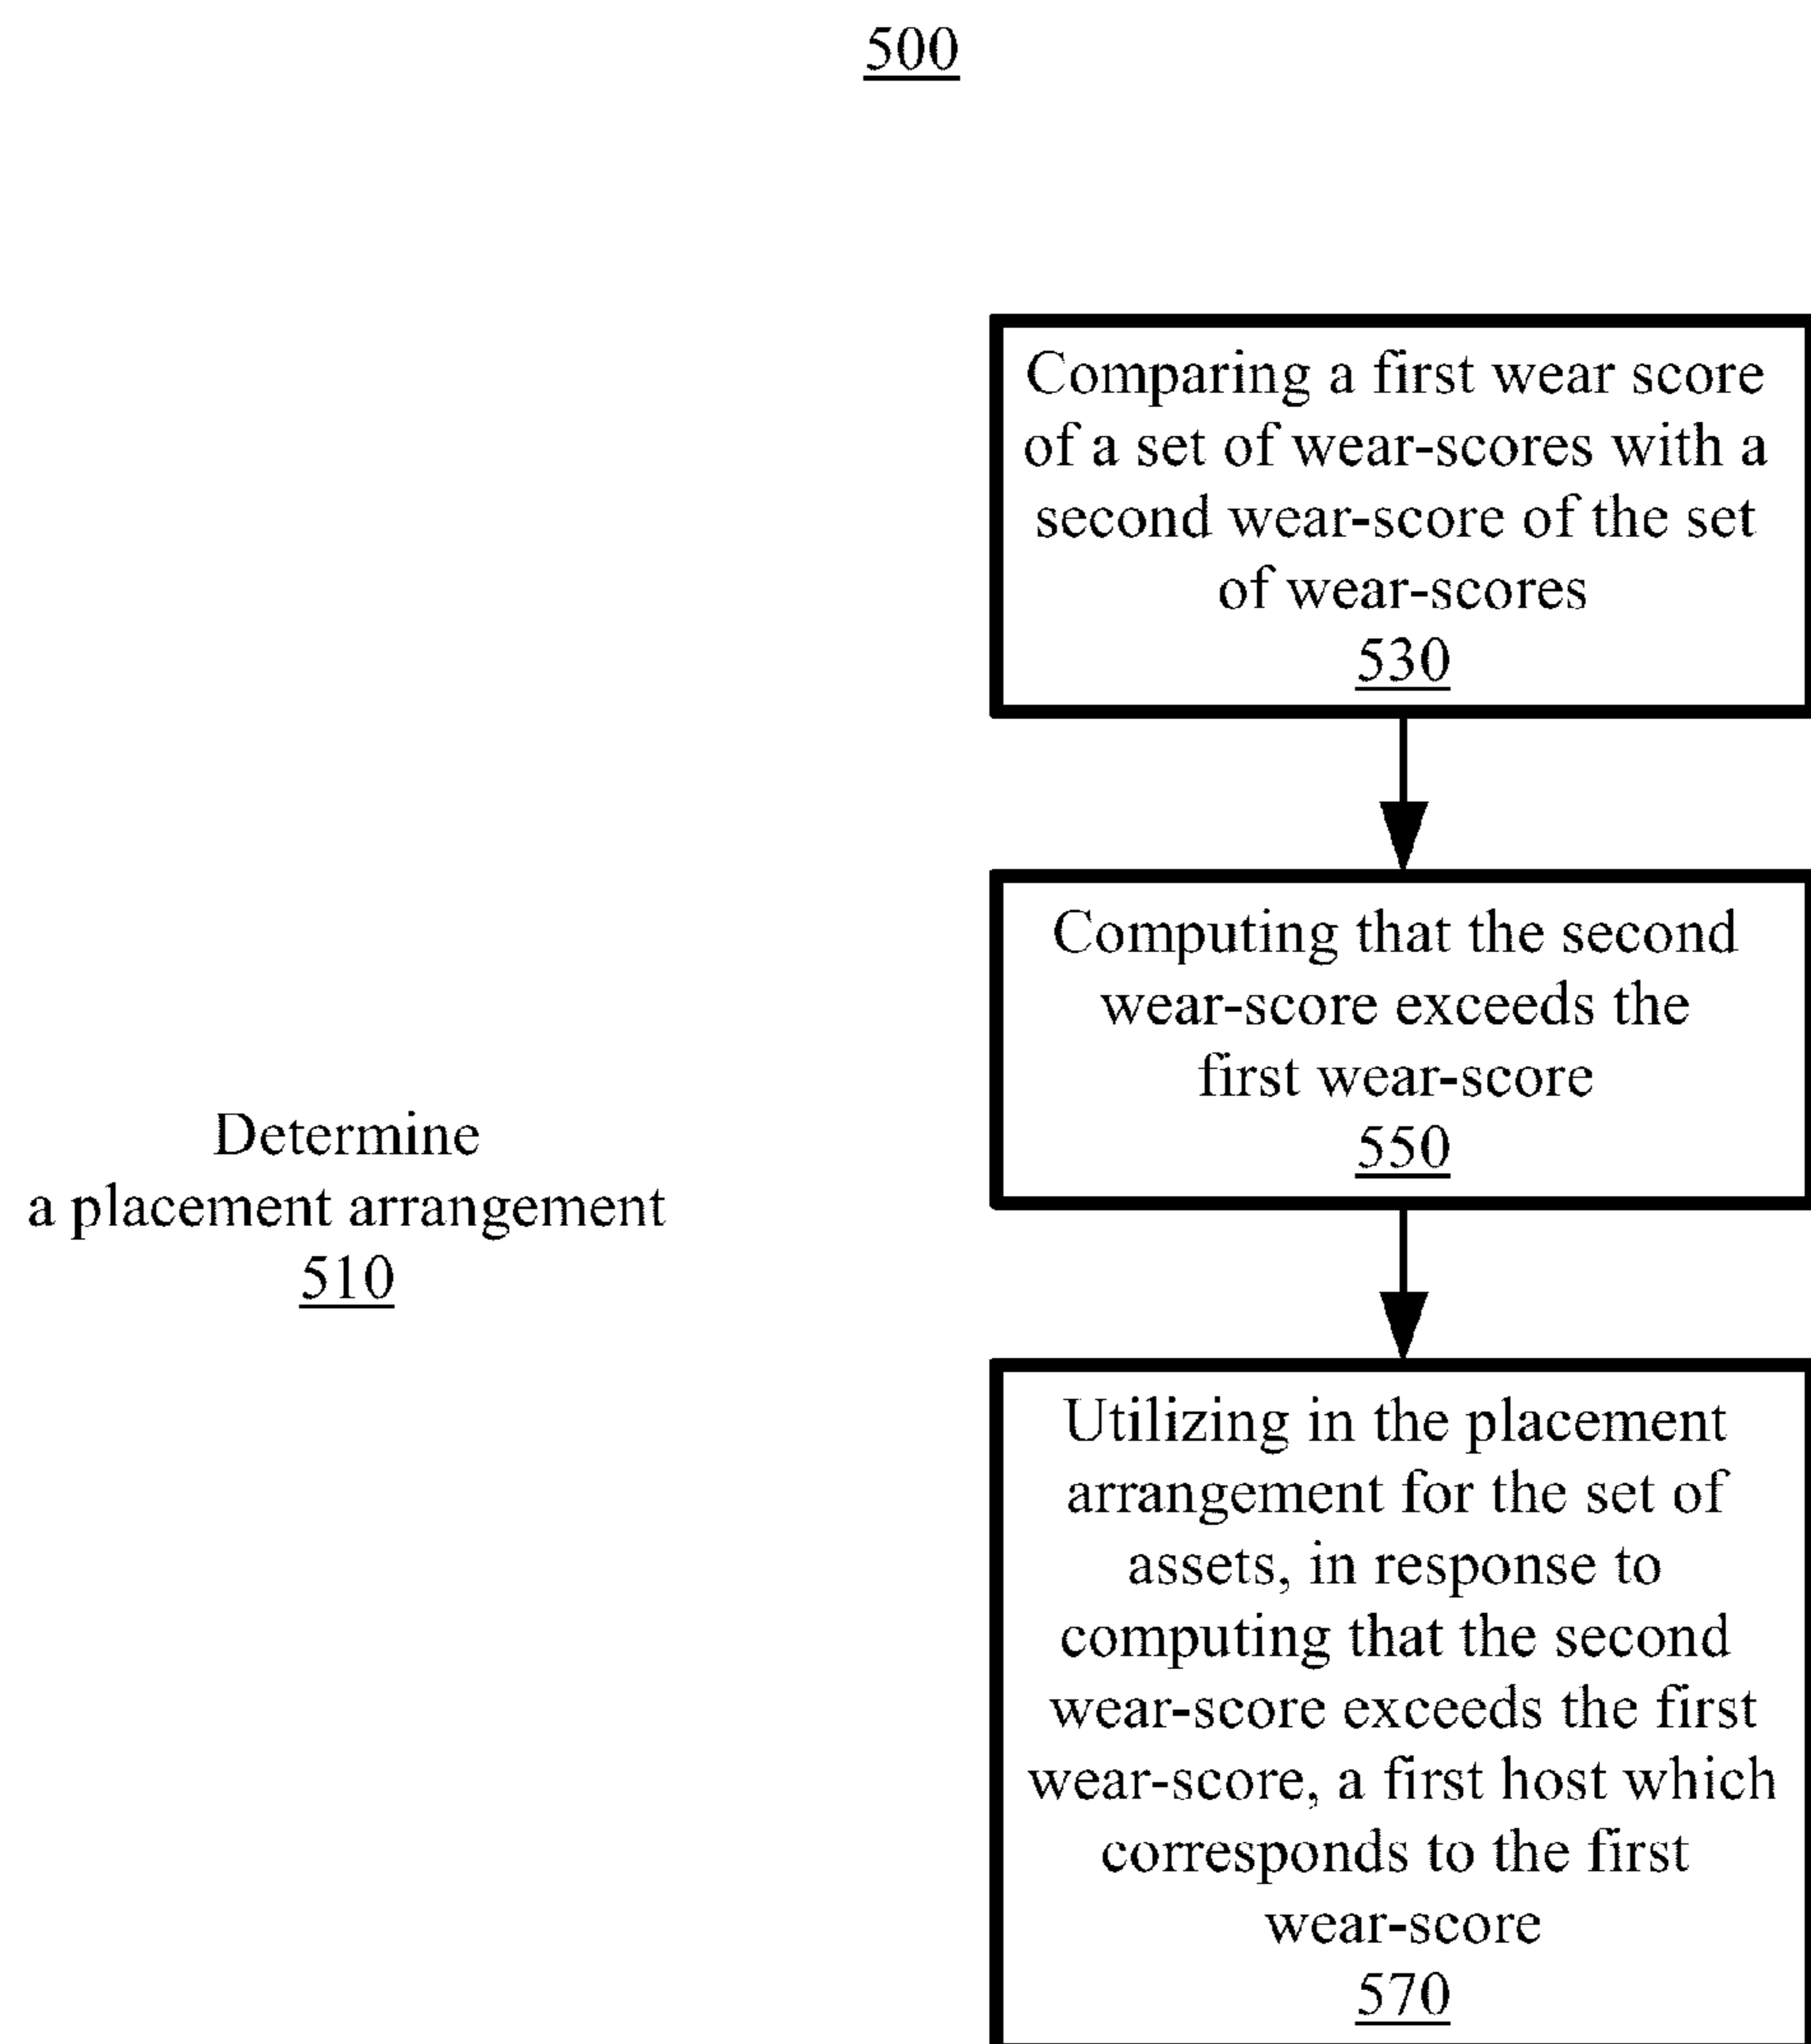 500
Comparing a first wear score
of a set of wear-scores with a
second wear-score of the set
of wear-scores
530
Computing that the second
wear-score exceeds the
first wear-score
550
Determine
a placement arrangement
510
Utilizing in the placement
arrangement for the set of
assets, in response to
computing that the second
wear-score exceeds the first
wear-score, a first host which
corresponds to the first
wear-score
570